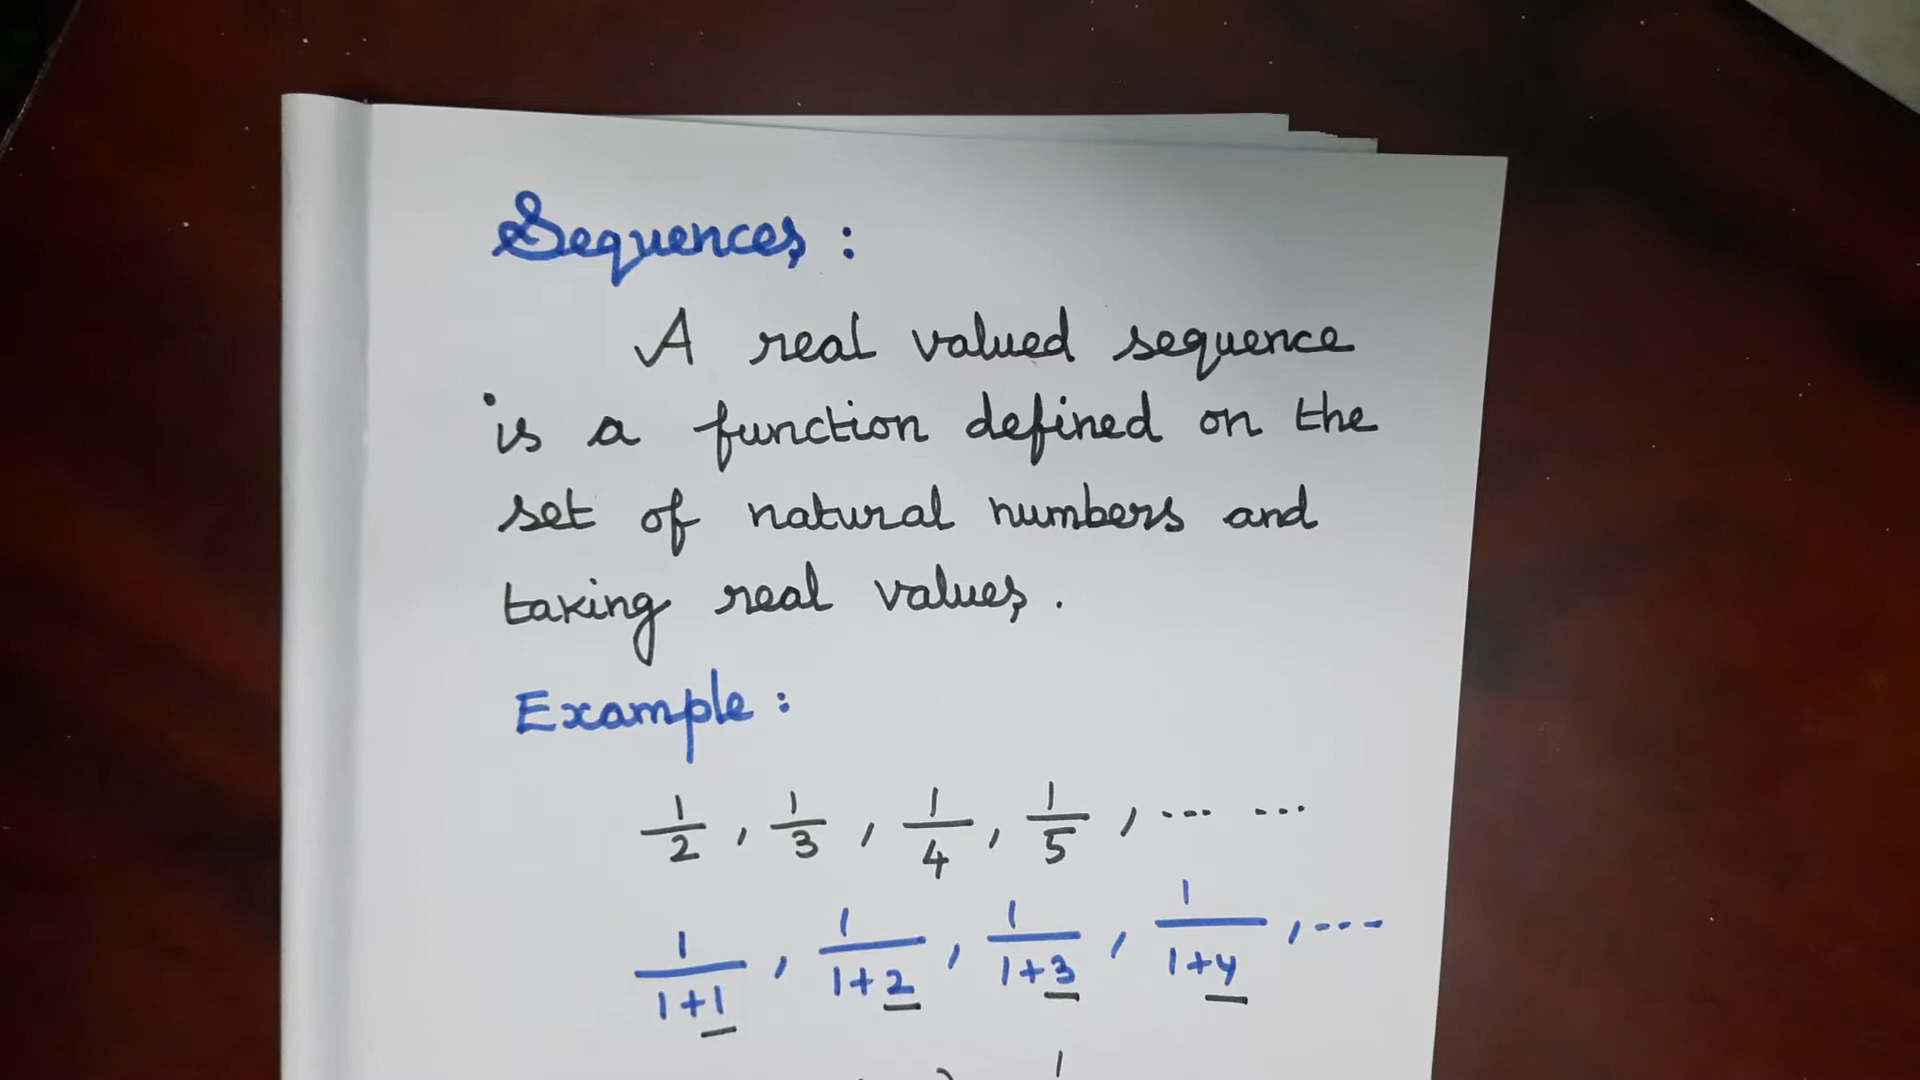 Sequences :
A real valued sequence
is a function defined on the
set of natural numbers and
taking real values .
Example :
1/2 , 1/3 , 1/4 , 1/5 , ... ...
1/1+1 , 1/1+2 , 1/1+3 , 1/1+4 , ...